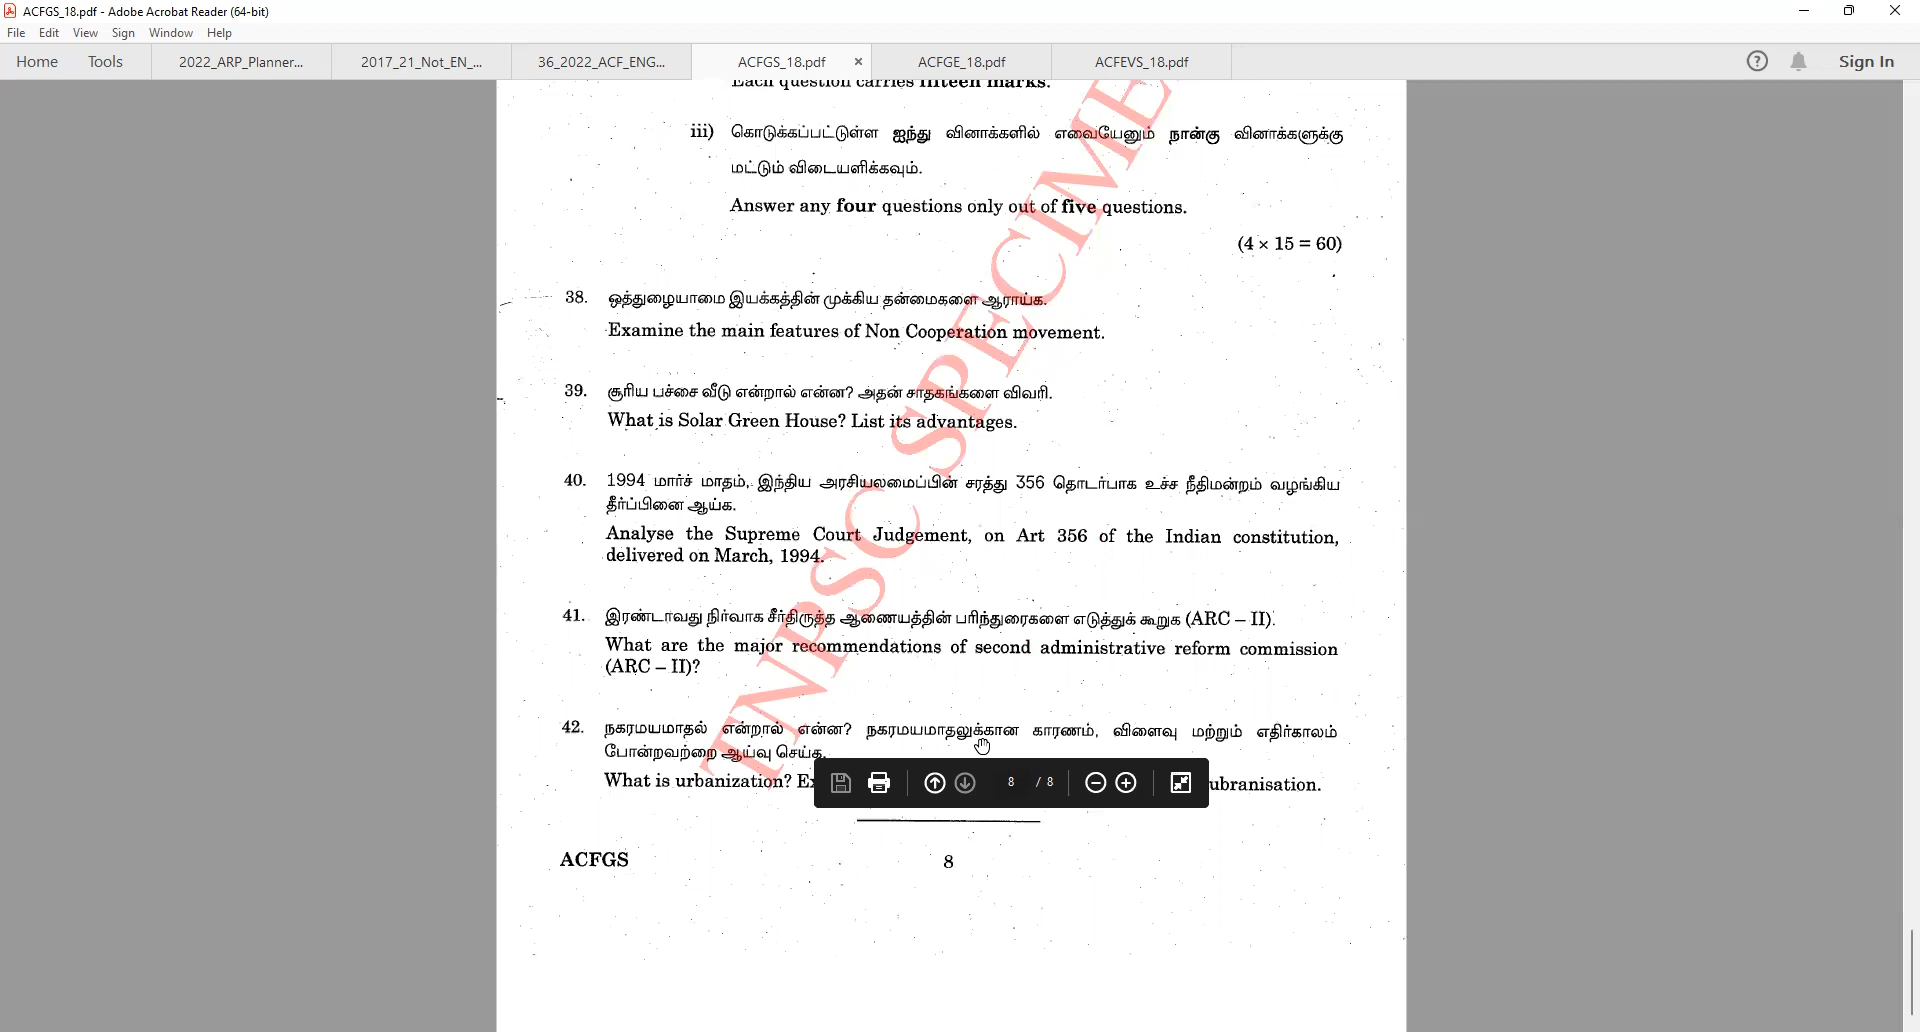 ACFGS_18.pdf - Adobe Acrobat Reader (64-bit)
File Edit View Sign Window Help
Home Tools 2022_ARP_Planner... 2017_21_Not_EN_... 36_2022_ACF_ENG... ACFGS_18.pdf × ACFGE_18.pdf ACFEVS_18.pdf Sign In
Each question carries fifteen marks.
iii) கொடுக்கப்பட்டுள்ள ஐந்து வினாக்களில் எவையேனும் நான்கு வினாக்களுக்கு
மட்டும் விடையளிக்கவும்.
Answer any four questions only out of five questions.
(4 × 15 = 60)
38. ஒத்துழையாமை இயக்கத்தின் முக்கிய தன்மைகளை ஆராய்க.
Examine the main features of Non Cooperation movement.
39. சூரிய பச்சை வீடு என்றால் என்ன? அதன் சாதகங்களை விவரி.
What is Solar Green House? List its advantages.
40. 1994 மார்ச் மாதம், இந்திய அரசியலமைப்பின் சரத்து 356 தொடர்பாக உச்ச நீதிமன்றம் வழங்கிய
தீர்ப்பினை ஆய்க.
Analyse the Supreme Court Judgement, on Art 356 of the Indian constitution,
delivered on March, 1994.
41. இரண்டாவது நிர்வாக சீர்திருத்த ஆணையத்தின் பரிந்துரைகளை எடுத்துக் கூறுக (ARC – II).
What are the major recommendations of second administrative reform commission
(ARC – II)?
42. நகரமயமாதல் என்றால் என்ன? நகரமயமாதலுக்கான காரணம், விளைவு மற்றும் எதிர்காலம்
போன்றவற்றை ஆய்வு செய்க.
What is urbanization? ubranisation.
8 / 8
ACFGS 8
TNPSC SPECIME